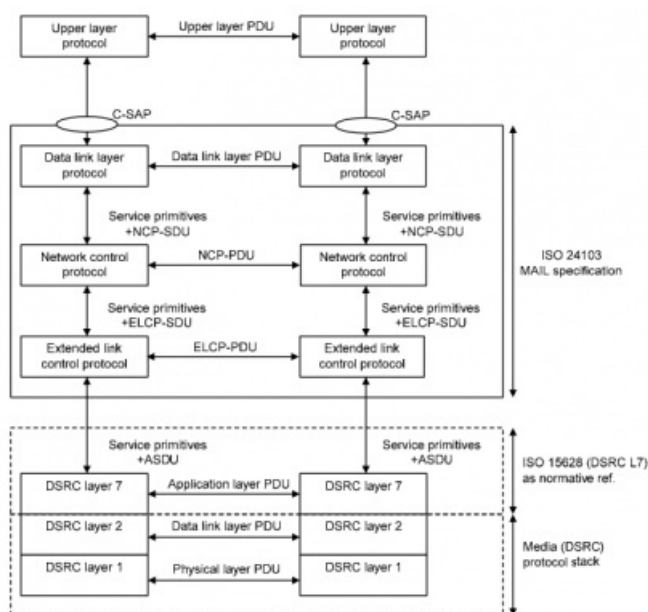 Upper layer
protocol
Upper layer PDU
Upper layer
protocol
C-SAP
C-SAP
Data link layer
protocol
Data link layer PDU
Data link layer
protocol
Service primitives
+NCP-SDU
Service primitives
+NCP-SDU
Network control
protocol
NCP-PDU
Network control
protocol
ISO 24103
MAIL specification
Service primitives
+ELCP-SDU
Service primitives
+ELCP-SDU
Extended link
control protocol
ELCP-PDU
Extended link
control protocol
Service primitives
+ASDU
Service primitives
+ASDU
ISO 15628 (DSRC L7)
as normative ref.
DSRC layer 7
Application layer PDU
DSRC layer 7
DSRC layer 2
Data link layer PDU
DSRC layer 2
Media (DSRC)
protocol stack
DSRC layer 1
Physical layer PDU
DSRC layer 1